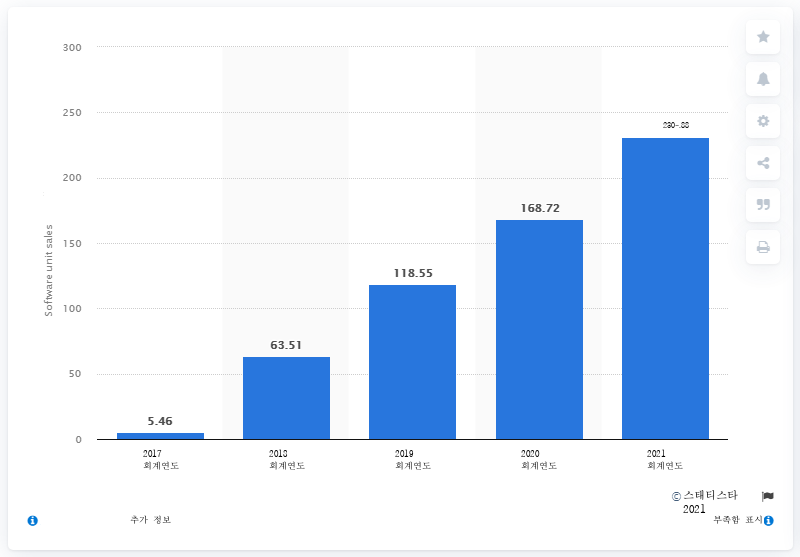 300
250
200
150
100
50
0
Software unit sales
5.46
63.51
118.55
168.72
2017
회계연도
2018
회계연도
2019
회계연도
2020
회계연도
2021
회계연도
© 스태티스타
2021
추가 정보
부족함 표시